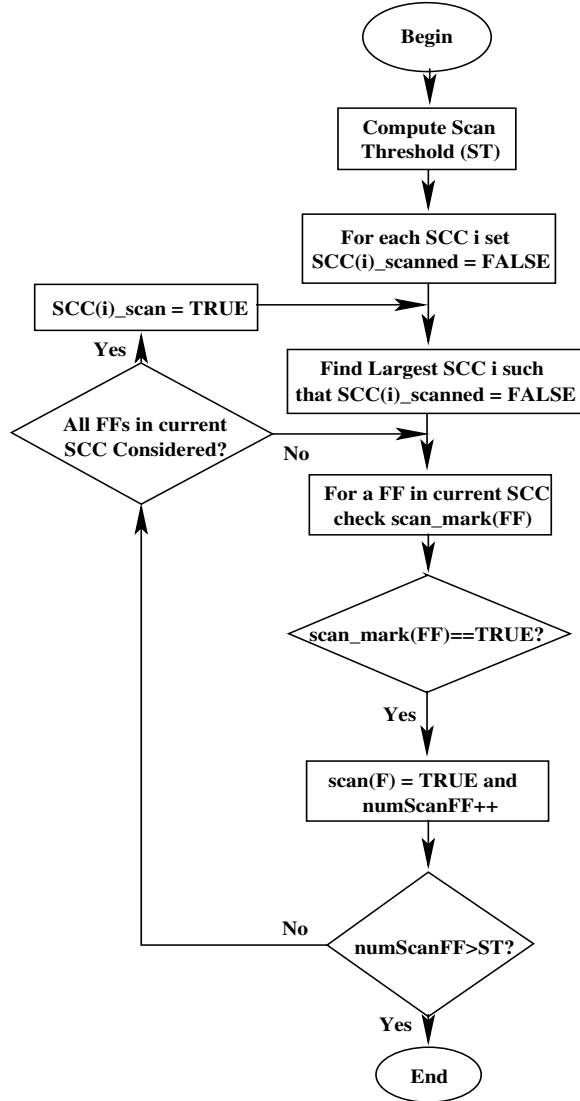 Begin
Compute Scan
Threshold (ST)
For each SCC i set
SCC(i)_scanned = FALSE
SCC(i)_scan = TRUE
Yes
Find Largest SCC i such
that SCC(i)_scanned = FALSE
All FFs in current
SCC Considered?
No
For a FF in current SCC
check scan_mark(FF)
scan_mark(FF)==TRUE?
Yes
scan(F) = TRUE and
numScanFF++
No
numScanFF>ST?
Yes
End